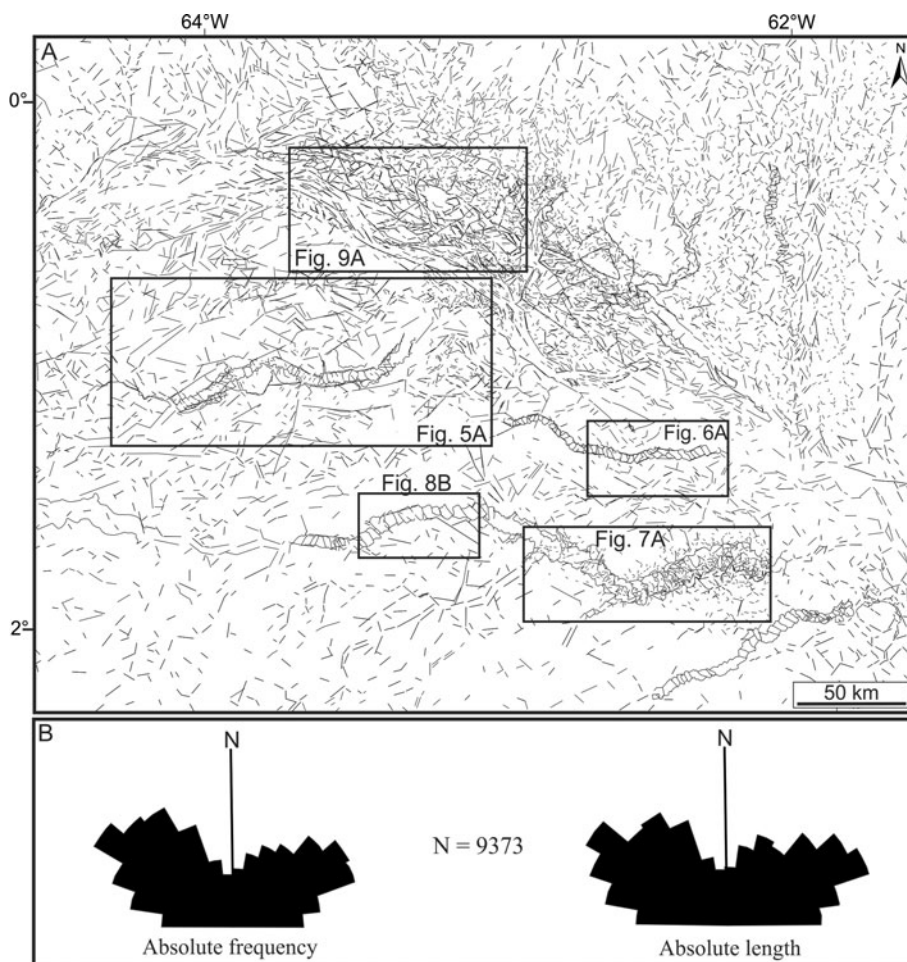 64°W
62°W
A
N
0°
Fig. 9A
Fig. 5A
Fig. 6A
Fig. 8B
Fig. 7A
2°
50 km
B
N
N
N = 9373
Absolute frequency
Absolute length